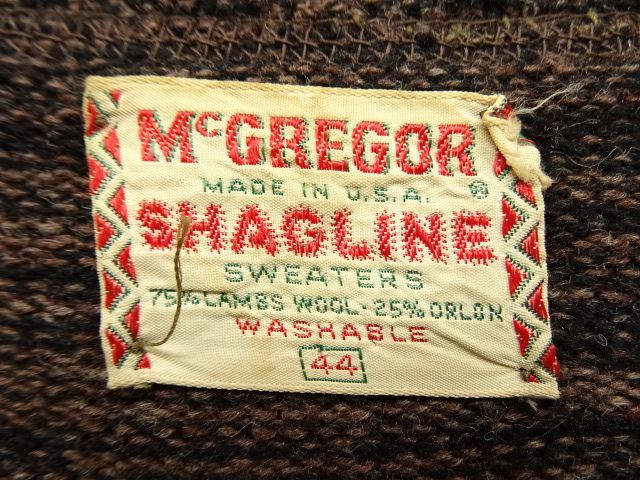 McGREGOR
MADE IN U.S.A. ®
SHAGLINE
SWEATERS
75% LAMBS WOOL - 25% ORLON
WASHABLE
44